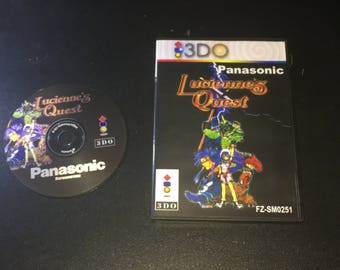 Lucienne's
Quest
3DO
Panasonic
3DO
Panasonic
Lucienne's
Quest
3DO
FZ-SM0251